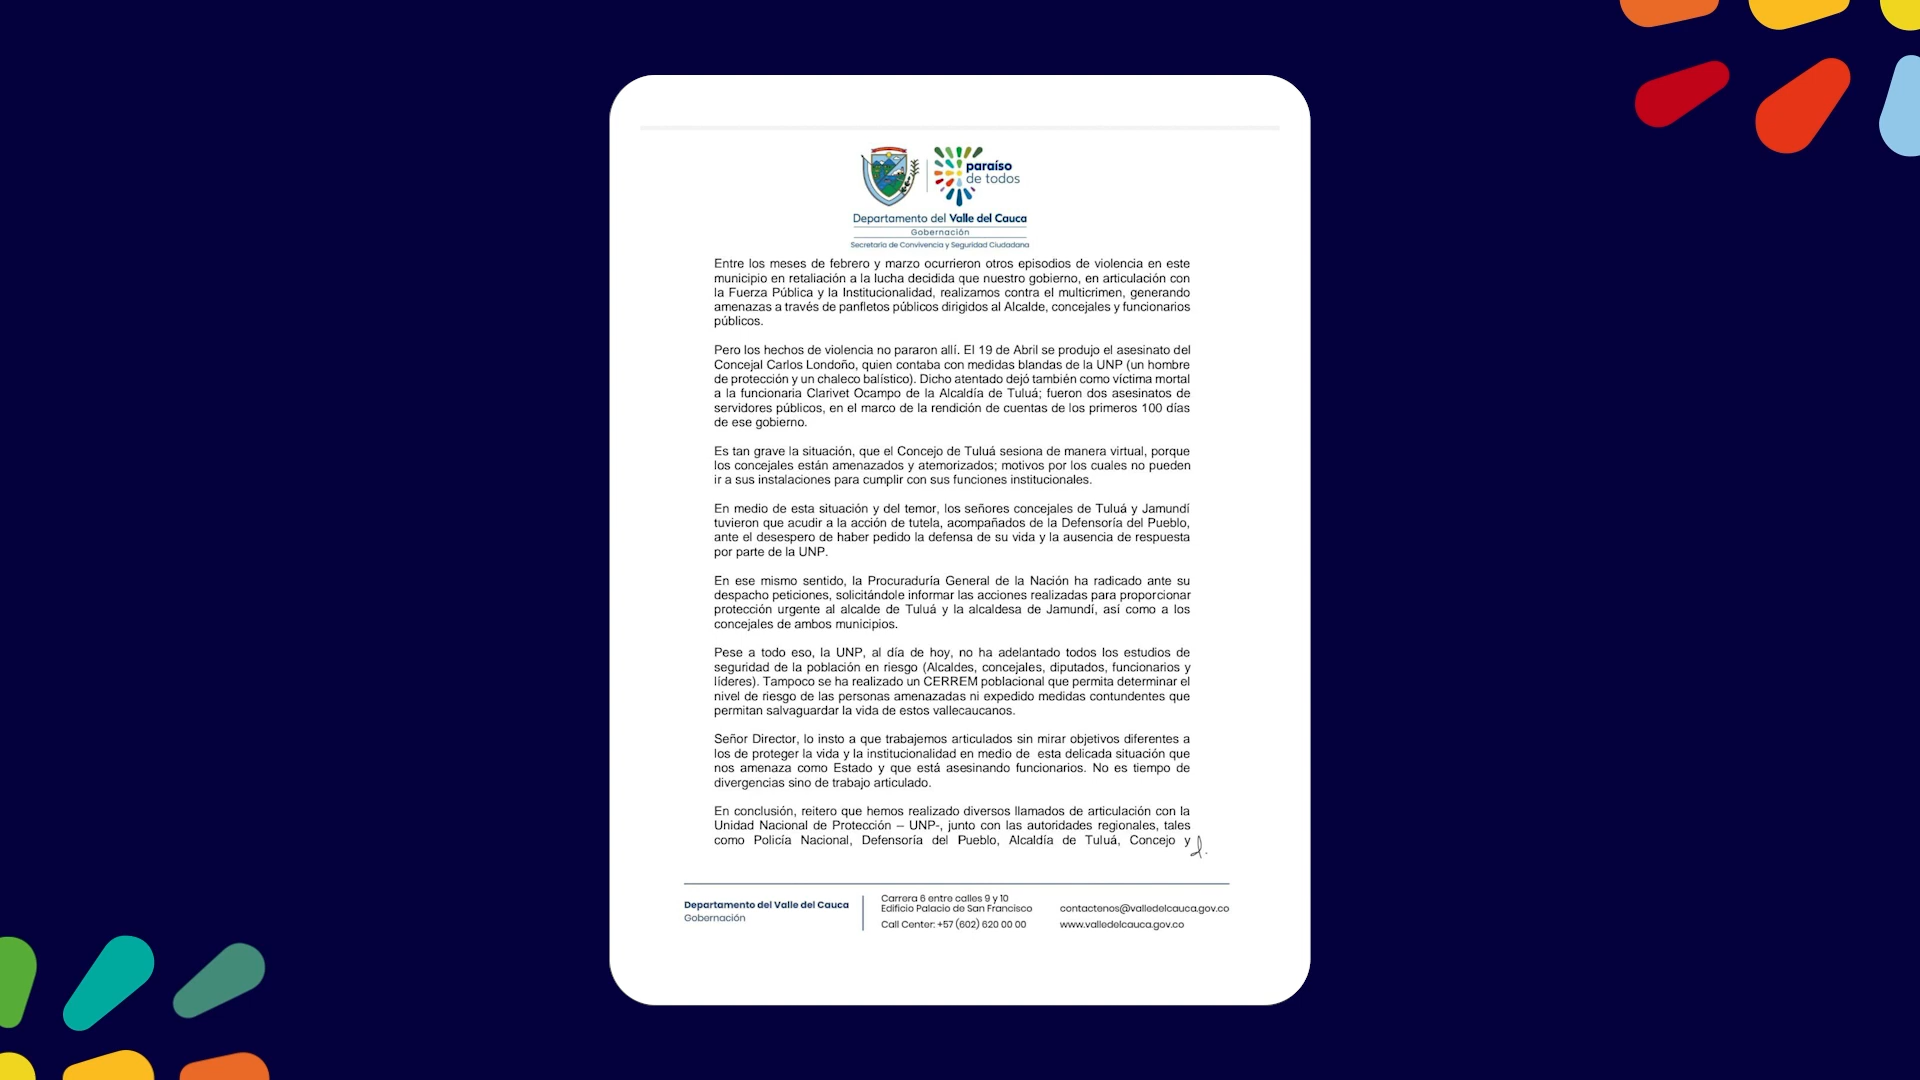 paraíso
de todos
Departamento del Valle del Cauca
Gobernación
Secretaría de Convivencia y Seguridad Ciudadana
Entre los meses de febrero y marzo ocurrieron otros episodios de violencia en este
municipio en retaliación a la lucha decidida que nuestro gobierno, en articulación con
la Fuerza Pública y la Institucionalidad, realizamos contra el multicrimen, generando
amenazas a través de panfletos públicos dirigidos al Alcalde, concejales y funcionarios
públicos.
Pero los hechos de violencia no pararon allí. El 19 de Abril se produjo el asesinato del
Concejal Carlos Londoño, quien contaba con medidas blandas de la UNP (un hombre
de protección y un chaleco balístico). Dicho atentado dejó también como víctima mortal
a la funcionaria Clarivet Ocampo de la Alcaldía de Tuluá; fueron dos asesinatos de
servidores públicos, en el marco de la rendición de cuentas de los primeros 100 días
de ese gobierno.
Es tan grave la situación, que el Concejo de Tuluá sesiona de manera virtual, porque
los concejales están amenazados y atemorizados; motivos por los cuales no pueden
ir a sus instalaciones para cumplir con sus funciones institucionales.
En medio de esta situación y del temor, los señores concejales de Tuluá y Jamundí
tuvieron que acudir a la acción de tutela, acompañados de la Defensoría del Pueblo,
ante el desespero de haber pedido la defensa de su vida y la ausencia de respuesta
por parte de la UNP.
En ese mismo sentido, la Procuraduría General de la Nación ha radicado ante su
despacho peticiones, solicitándole informar las acciones realizadas para proporcionar
protección urgente al alcalde de Tuluá y la alcaldesa de Jamundí, así como a los
concejales de ambos municipios.
Pese a todo eso, la UNP, al día de hoy, no ha adelantado todos los estudios de
seguridad de la población en riesgo (Alcaldes, concejales, diputados, funcionarios y
líderes). Tampoco se ha realizado un CERREM poblacional que permita determinar el
nivel de riesgo de las personas amenazadas ni expedido medidas contundentes que
permitan salvaguardar la vida de estos vallecaucanos.
Señor Director, lo insto a que trabajemos articulados sin mirar objetivos diferentes a
los de proteger la vida y la institucionalidad en medio de esta delicada situación que
nos amenaza como Estado y que está asesinando funcionarios. No es tiempo de
divergencias sino de trabajo articulado.
En conclusión, reitero que hemos realizado diversos llamados de articulación con la
Unidad Nacional de Protección – UNP-, junto con las autoridades regionales, tales
como Policía Nacional, Defensoría del Pueblo, Alcaldía de Tuluá, Concejo y
Departamento del Valle del Cauca
Gobernación
Carrera 6 entre calles 9 y 10
Edificio Palacio de San Francisco
Call Center: +57 (602) 620 00 00
contactenos@valledelcauca.gov.co
www.valledelcauca.gov.co